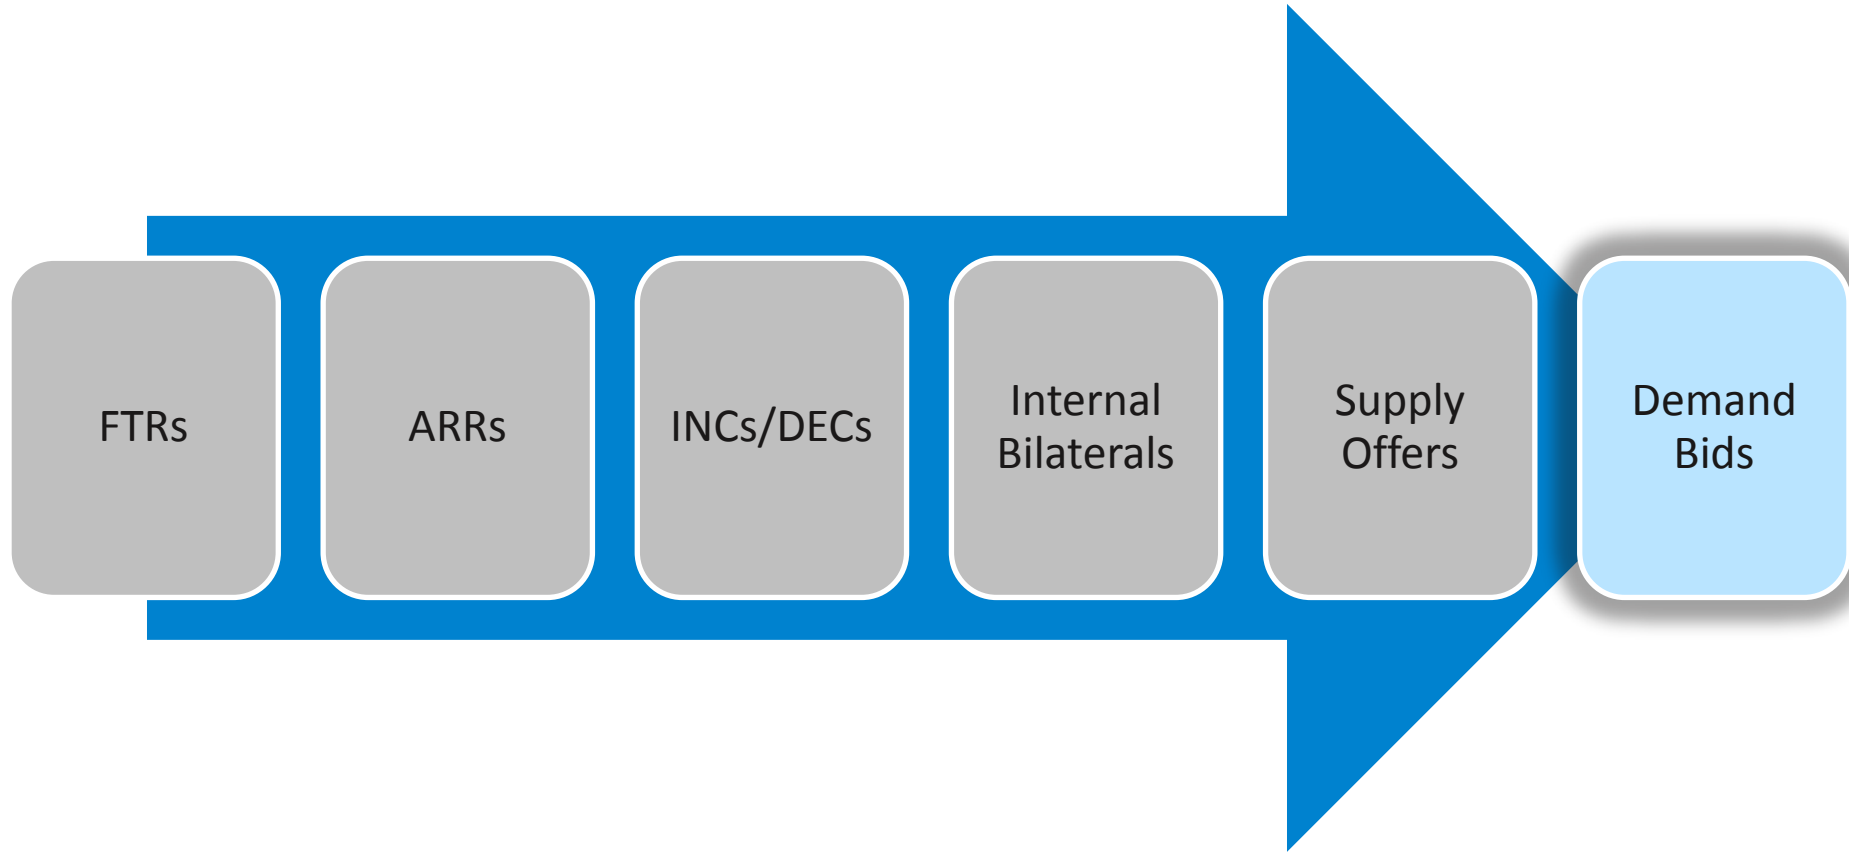 FTRs
ARRs
INCs/DECs
Internal
Bilaterals
Supply
Offers
Demand
Bids